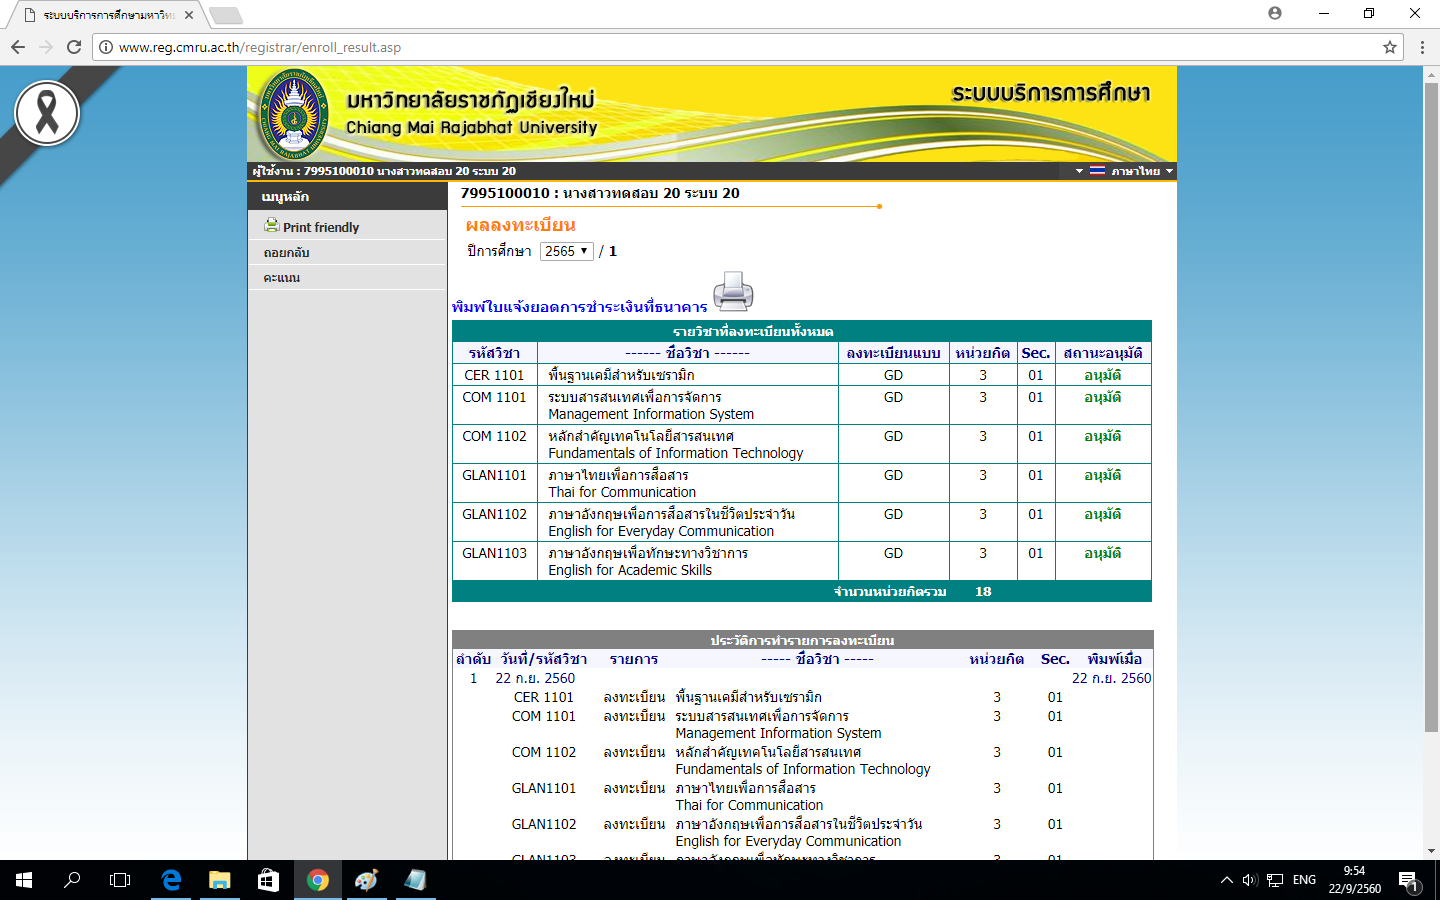 ระบบบริการการศึกษามหาวิทย
www.reg.cmru.ac.th/registrar/enroll_result.asp
มหาวิทยาลัยราชภัฏเชียงใหม่
Chiang Mai Rajabhat University
ระบบบริการการศึกษา
ผู้ใช้งาน : 7995100010 นางสาวทดสอบ 20 ระบบ 20
ภาษาไทย
เมนูหลัก
Print friendly
ถอยกลับ
คะแนน
7995100010 : นางสาวทดสอบ 20 ระบบ 20
ผลลงทะเบียน
ปีการศึกษา 2565 / 1
พิมพ์ใบแจ้งยอดการชำระเงินที่ธนาคาร
รายวิชาที่ลงทะเบียนทั้งหมด
รหัสวิชา ------ ชื่อวิชา ------ ลงทะเบียนแบบ หน่วยกิต Sec. สถานะอนุมัติ
CER 1101 พื้นฐานเคมีสำหรับเซรามิก GD 3 01 อนุมัติ
COM 1101 ระบบสารสนเทศเพื่อการจัดการ GD 3 01 อนุมัติ
Management Information System
COM 1102 หลักสำคัญเทคโนโลยีสารสนเทศ GD 3 01 อนุมัติ
Fundamentals of Information Technology
GLAN1101 ภาษาไทยเพื่อการสื่อสาร GD 3 01 อนุมัติ
Thai for Communication
GLAN1102 ภาษาอังกฤษเพื่อการสื่อสารในชีวิตประจำวัน GD 3 01 อนุมัติ
English for Everyday Communication
GLAN1103 ภาษาอังกฤษเพื่อทักษะทางวิชาการ GD 3 01 อนุมัติ
English for Academic Skills
จำนวนหน่วยกิตรวม 18
ประวัติการทำรายการลงทะเบียน
ลำดับ วันที่/รหัสวิชา รายการ ----- ชื่อวิชา ----- หน่วยกิต Sec. พิมพ์เมื่อ
1 22 ก.ย. 2560 22 ก.ย. 2560
CER 1101 ลงทะเบียน พื้นฐานเคมีสำหรับเซรามิก 3 01
COM 1101 ลงทะเบียน ระบบสารสนเทศเพื่อการจัดการ 3 01
Management Information System
COM 1102 ลงทะเบียน หลักสำคัญเทคโนโลยีสารสนเทศ 3 01
Fundamentals of Information Technology
GLAN1101 ลงทะเบียน ภาษาไทยเพื่อการสื่อสาร 3 01
Thai for Communication
GLAN1102 ลงทะเบียน ภาษาอังกฤษเพื่อการสื่อสารในชีวิตประจำวัน 3 01
English for Everyday Communication
GLAN1103 ลงทะเบียน ภาษาอังกฤษเพื่อทักษะทางวิชาการ 3 01
ENG
9:54
22/9/2560
1